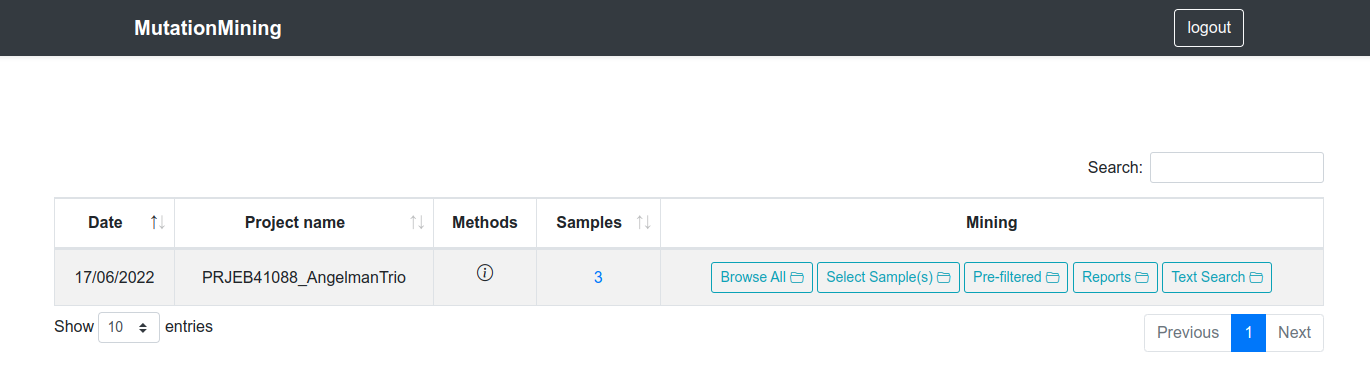 MutationMining logout
Search:
Date Project name Methods Samples Mining
17/06/2022 PRJEB41088_AngelmanTrio 3 Browse All Select Sample(s) Pre-filtered Reports Text Search
Show 10 entries Previous 1 Next